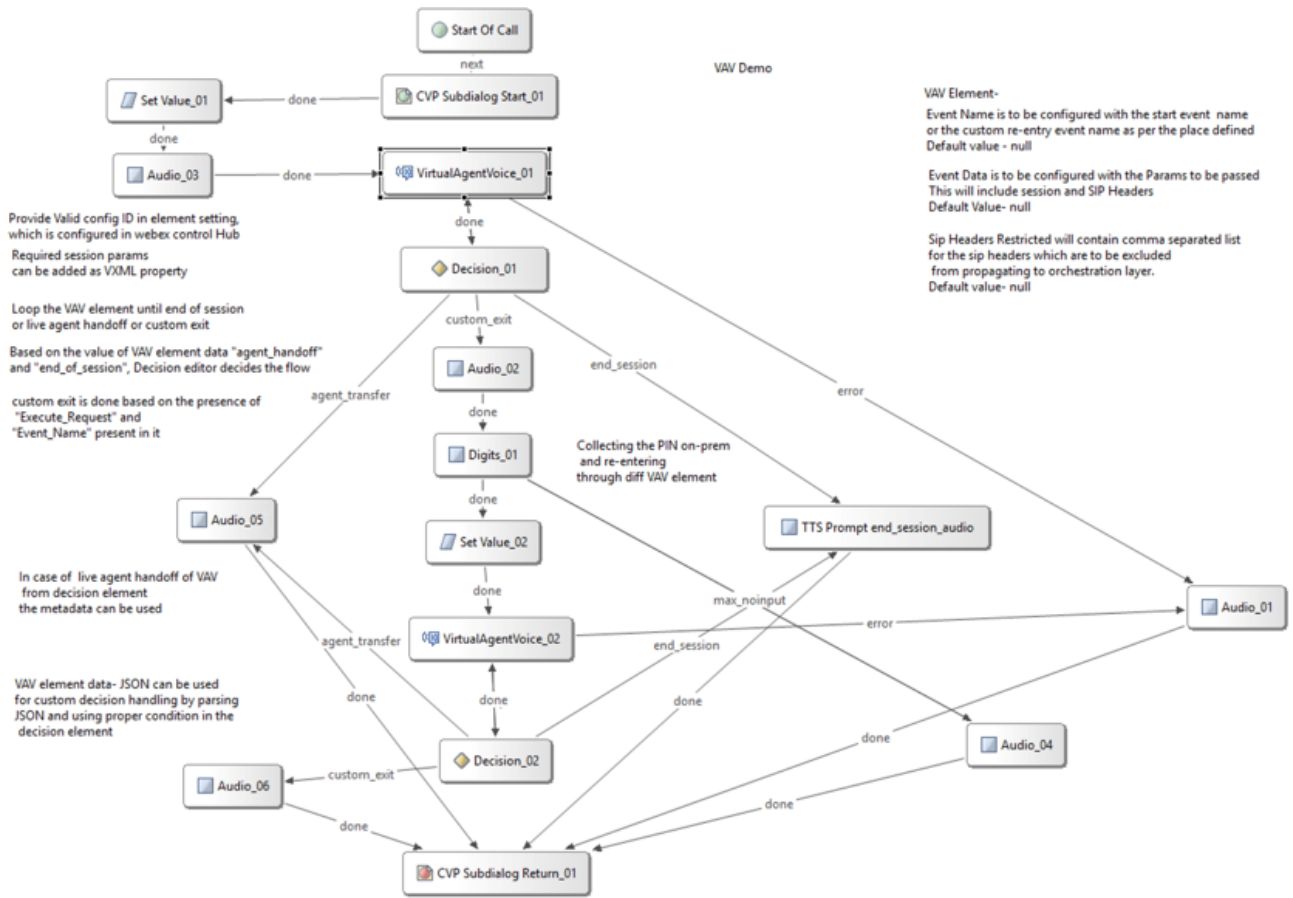 Start Of Call
next
VAV Demo
CVP Subdialog Start_01
done
Set Value_01
done
Audio_03
done
VirtualAgentVoice_01
VAV Element-
Event Name is to be configured with the start event  name
or the custom re-entry event name as per the place defined
Default value - null
Event Data is to be configured with the Params to be passed
This will include session and SIP Headers
Default Value- null
Sip Headers Restricted will contain comma separated list
for the sip headers which are to be excluded
from propagating to orchestration layer.
Default value- null
Provide Valid config ID in element setting,
which is configured in webex control Hub
Required session params
can be added as VXML property
Loop the VAV element until end of session
or live agent handoff or custom exit
Based on the value of VAV element data "agent_handoff"
and "end_of_session", Decision editor decides the flow
custom exit is done based on the presence of
"Execute_Request" and
"Event_Name" present in it
done
Decision_01
custom_exit
end_session
error
agent_transfer
Audio_02
done
Digits_01
Collecting the PIN on-prem
and re-entering
through diff VAV element
done
Audio_05
Set Value_02
TTS Prompt end_session_audio
In case of  live agent handoff of VAV
from decision element
the metadata can be used
done
max_noinput
Audio_01
VirtualAgentVoice_02
error
agent_transfer
end_session
VAV element data- JSON can be used
for custom decision handling by parsing
JSON and using proper condition in the
decision element
done
done
done
done
Audio_04
Decision_02
custom_exit
Audio_06
done
done
CVP Subdialog Return_01